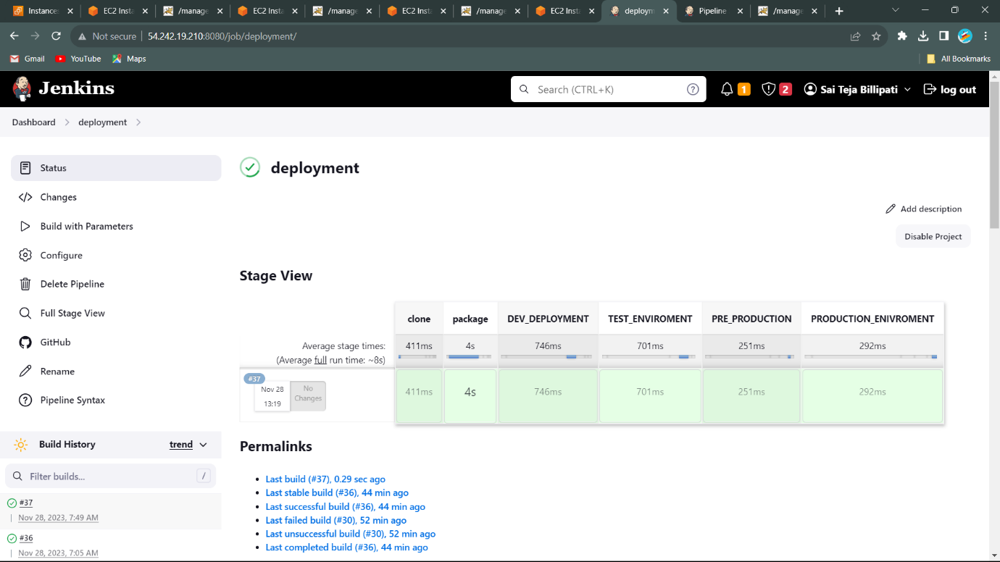 Instances
EC2 Insta
/manage
EC2 Insta
/manage
EC2 Insta
/manage
EC2 Insta
deploym
Pipeline
/manage
Not secure
54.242.19.210:8080/job/deployment/
Gmail
YouTube
Maps
All Bookmarks
Jenkins
Search (CTRL+K)
?
1
2
Sai Teja Billipati
log out
Dashboard
deployment
Status
Changes
Build with Parameters
Configure
Delete Pipeline
Full Stage View
GitHub
Rename
Pipeline Syntax
Build History
trend
Filter builds...
/
#37
Nov 28, 2023, 7:49 AM
#36
Nov 28, 2023, 7:05 AM
deployment
Add description
Disable Project
Stage View
clone package DEV_DEPLOYMENT TEST_ENVIROMENT PRE_PRODUCTION PRODUCTION_ENIVROMENT
Average stage times: 411ms 4s 746ms 701ms 251ms 292ms
(Average full run time: ~8s)
#37
Nov 28
13:19
No
Changes
411ms 4s 746ms 701ms 251ms 292ms
Permalinks
Last build (#37), 0.29 sec ago
Last stable build (#36), 44 min ago
Last successful build (#36), 44 min ago
Last failed build (#30), 52 min ago
Last unsuccessful build (#30), 52 min ago
Last completed build (#36), 44 min ago